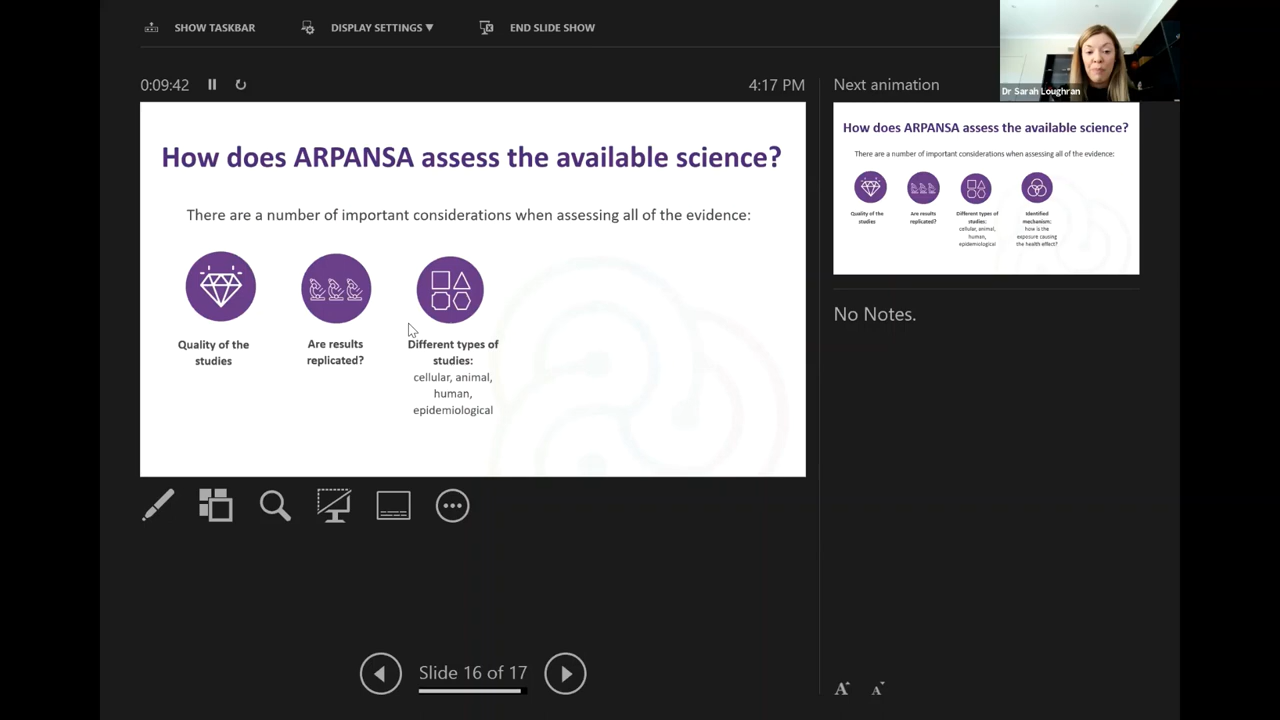 SHOW TASKBAR
DISPLAY SETTINGS ▼
END SLIDE SHOW
0:09:42
4:17 PM
How does ARPANSA assess the available science?
There are a number of important considerations when assessing all of the evidence:
Quality of the
studies
Are results
replicated?
Different types of
studies:
cellular, animal,
human,
epidemiological
Slide 16 of 17
Next animation
Dr Sarah Loughran
How does ARPANSA assess the available science?
There are a number of important considerations when assessing all of the evidence:
Quality of the
studies
Are results
replicated?
Different types of
studies:
cellular, animal,
human,
epidemiological
Identified
mechanism:
how is the
exposure causing
the health effect?
No Notes.
A A